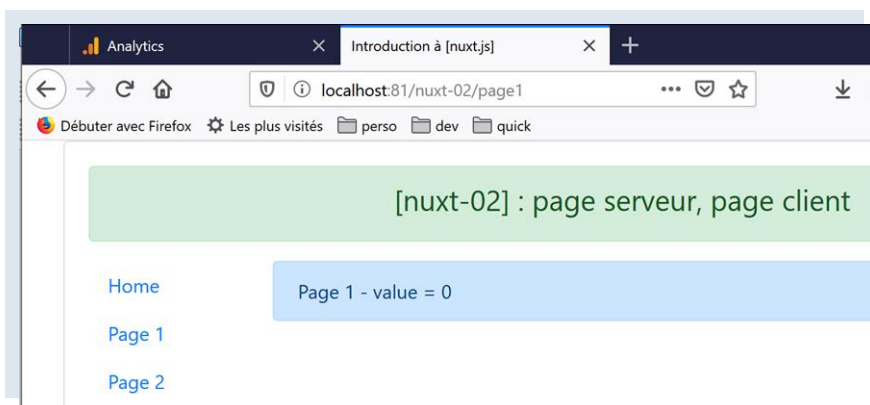 Analytics
Introduction à [nuxt.js]
localhost:81/nuxt-02/page1
Débuter avec Firefox Les plus visités perso dev quick
[nuxt-02] : page serveur, page client
Home
Page 1 - value = 0
Page 1
Page 2